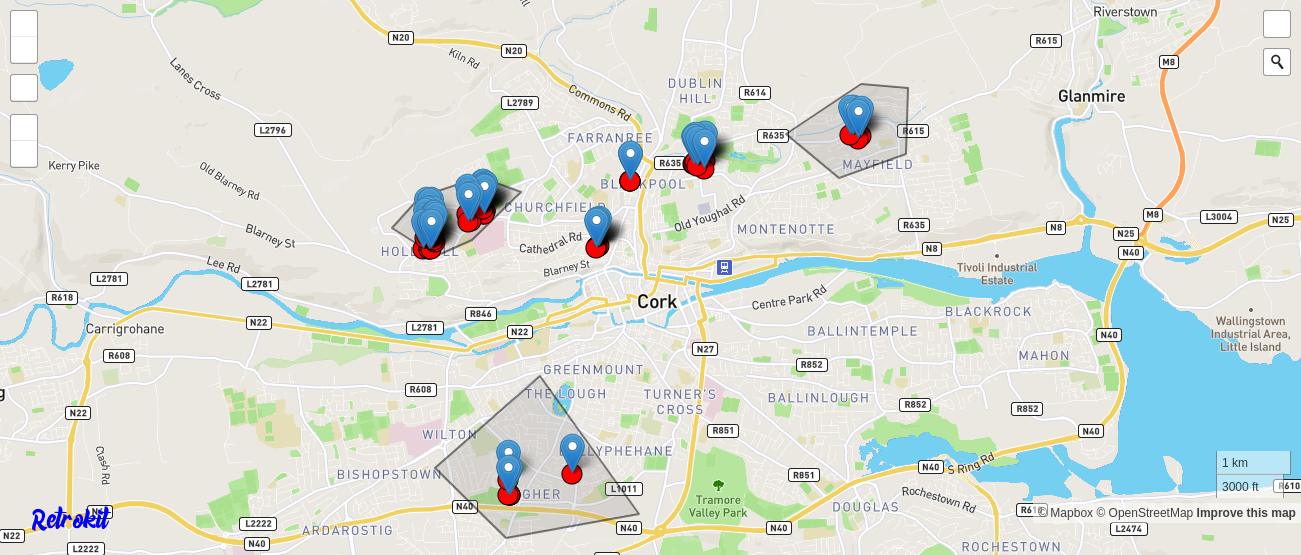 Riverstown
N20
N20
R615
Kiln Rd
M8
Lanes Cross
DUBLIN
HILL
R614
Glanmire
L2789
Commons Rd
L2796
FARRANREE
R635
R615
Kerry Pike
R635
MAYFIELD
Old Blarney Rd
CHURCHFIELD
Old Youghal Rd
M8
L3004
N25
Blarney St
R635
N8
MONTENOTTE
N25
Cathedral Rd
N8
N40
Lee Rd
Blarney St
Tivoli Industrial
Estate
L2781
L2781
R618
Cork
Centre Park Rd
R846
BLACKROCK
Carrigrohane
N22
L2781
N22
BALLINTEMPLE
Wallingstown
Industrial Area,
Little Island
N40
N27
R608
MAHON
GREENMOUNT
R852
R608
THE LOUGH
TURNER'S
CROSS
BALLINLOUGH
R852
R852
N22
WILTON
R851
N40
Clash Rd
BISHOPSTOWN
N40
S Ring Rd
1 km
R851
L1011
3000 ft
R610
Tramore
Valley Park
Rochestown Rd
N40
DOUGLAS
Retrokit
© Mapbox © OpenStreetMap Improve this map
L2222
ARDAROSTIG
N40
N40
L2474
N22
N40
L2222
ROCHESTOWN